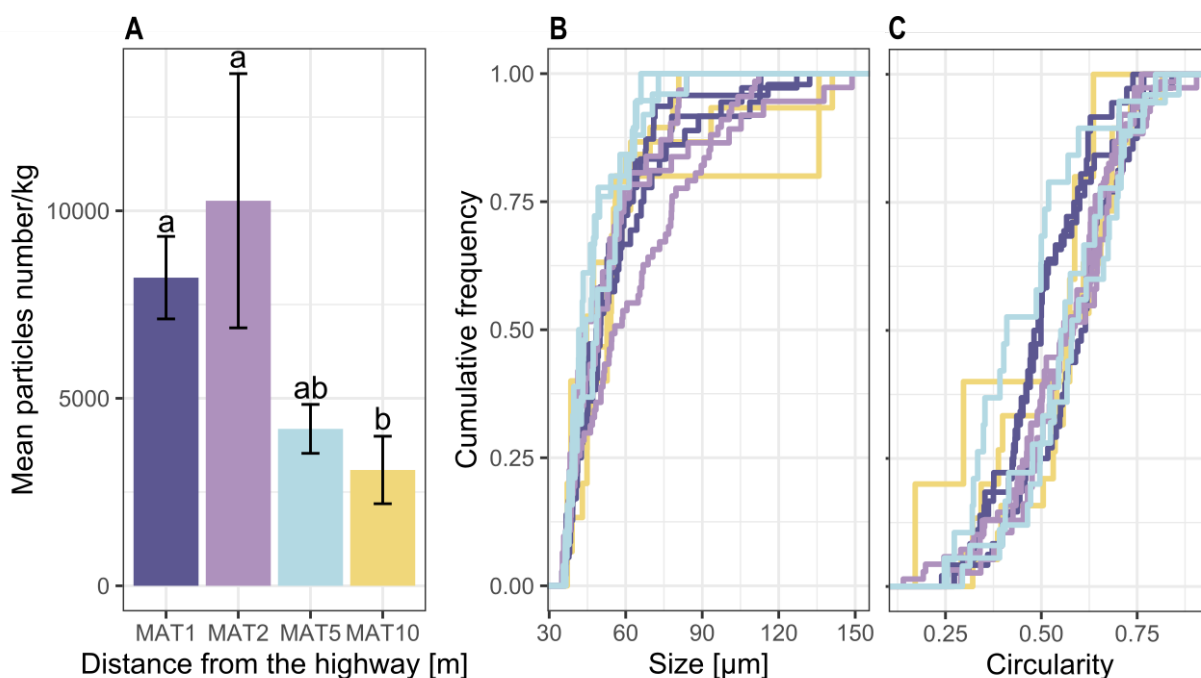 A
B
C
Mean particles number/kg
10000
5000
0
a
a
ab
b
MAT1 MAT2 MAT5 MAT10
Distance from the highway [m]
Cumulative frequency
1.00
0.75
0.50
0.25
0.00
30 60 90 120 150
Size [µm]
0.25 0.50 0.75
Circularity